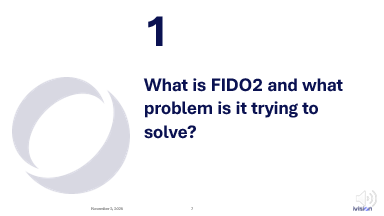 1
What is FIDO2 and what
problem is it trying to
solve?
7
ivision